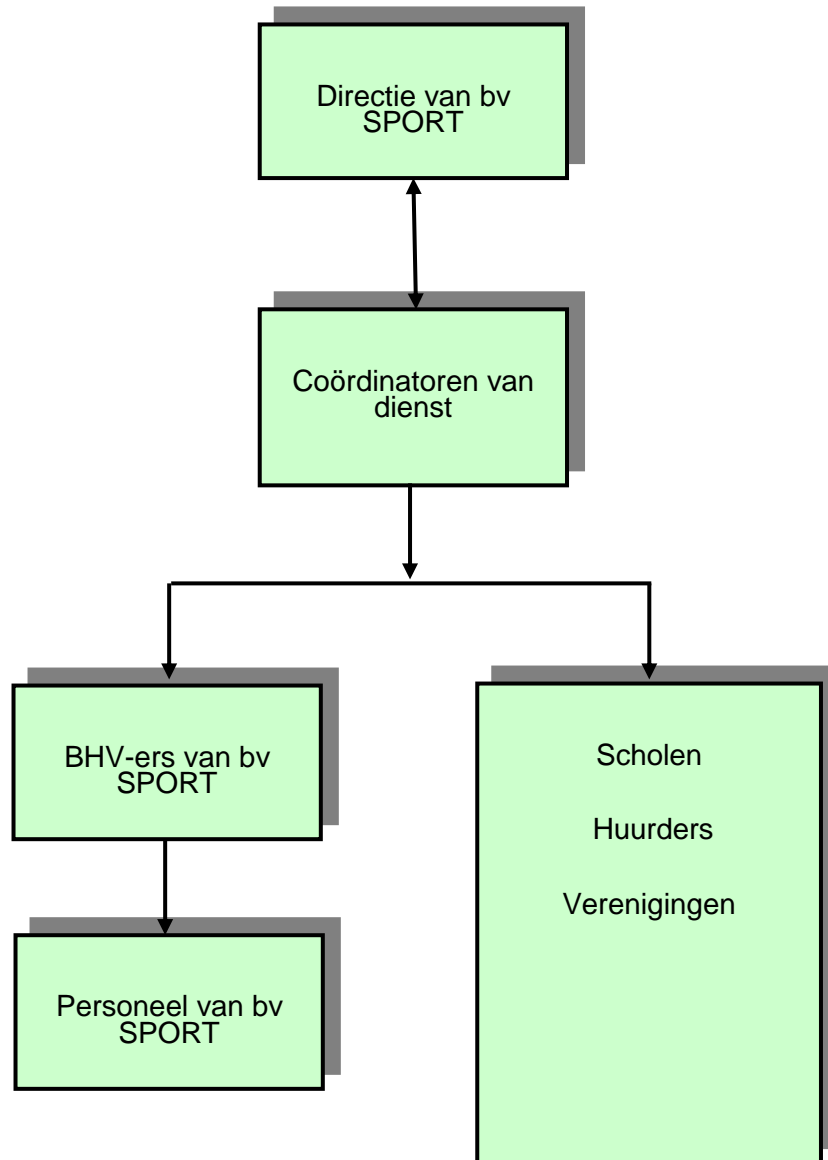 Directie van bv
SPORT
Coördinatoren van
dienst
BHV-ers van bv
SPORT
Scholen
Huurders
Verenigingen
Personeel van bv
SPORT